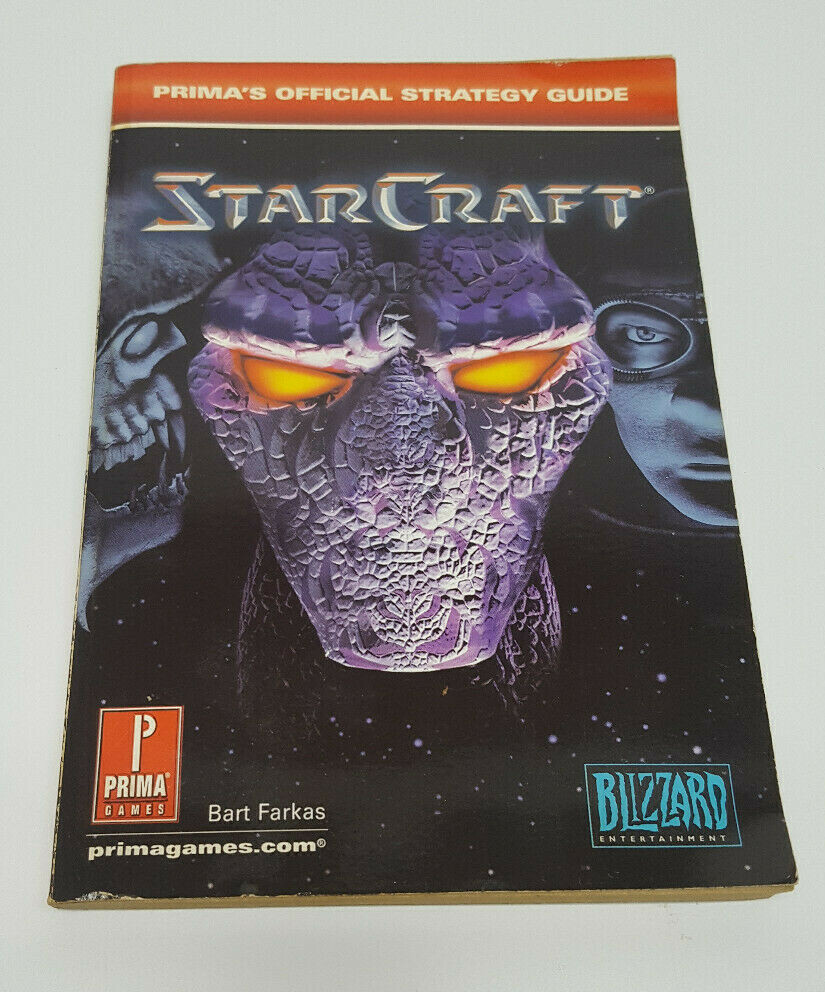 PRIMA'S OFFICIAL STRATEGY GUIDE
STARCRAFT®
P
PRIMA®
GAMES
Bart Farkas
primagames.com®
BLIZZARD
ENTERTAINMENT